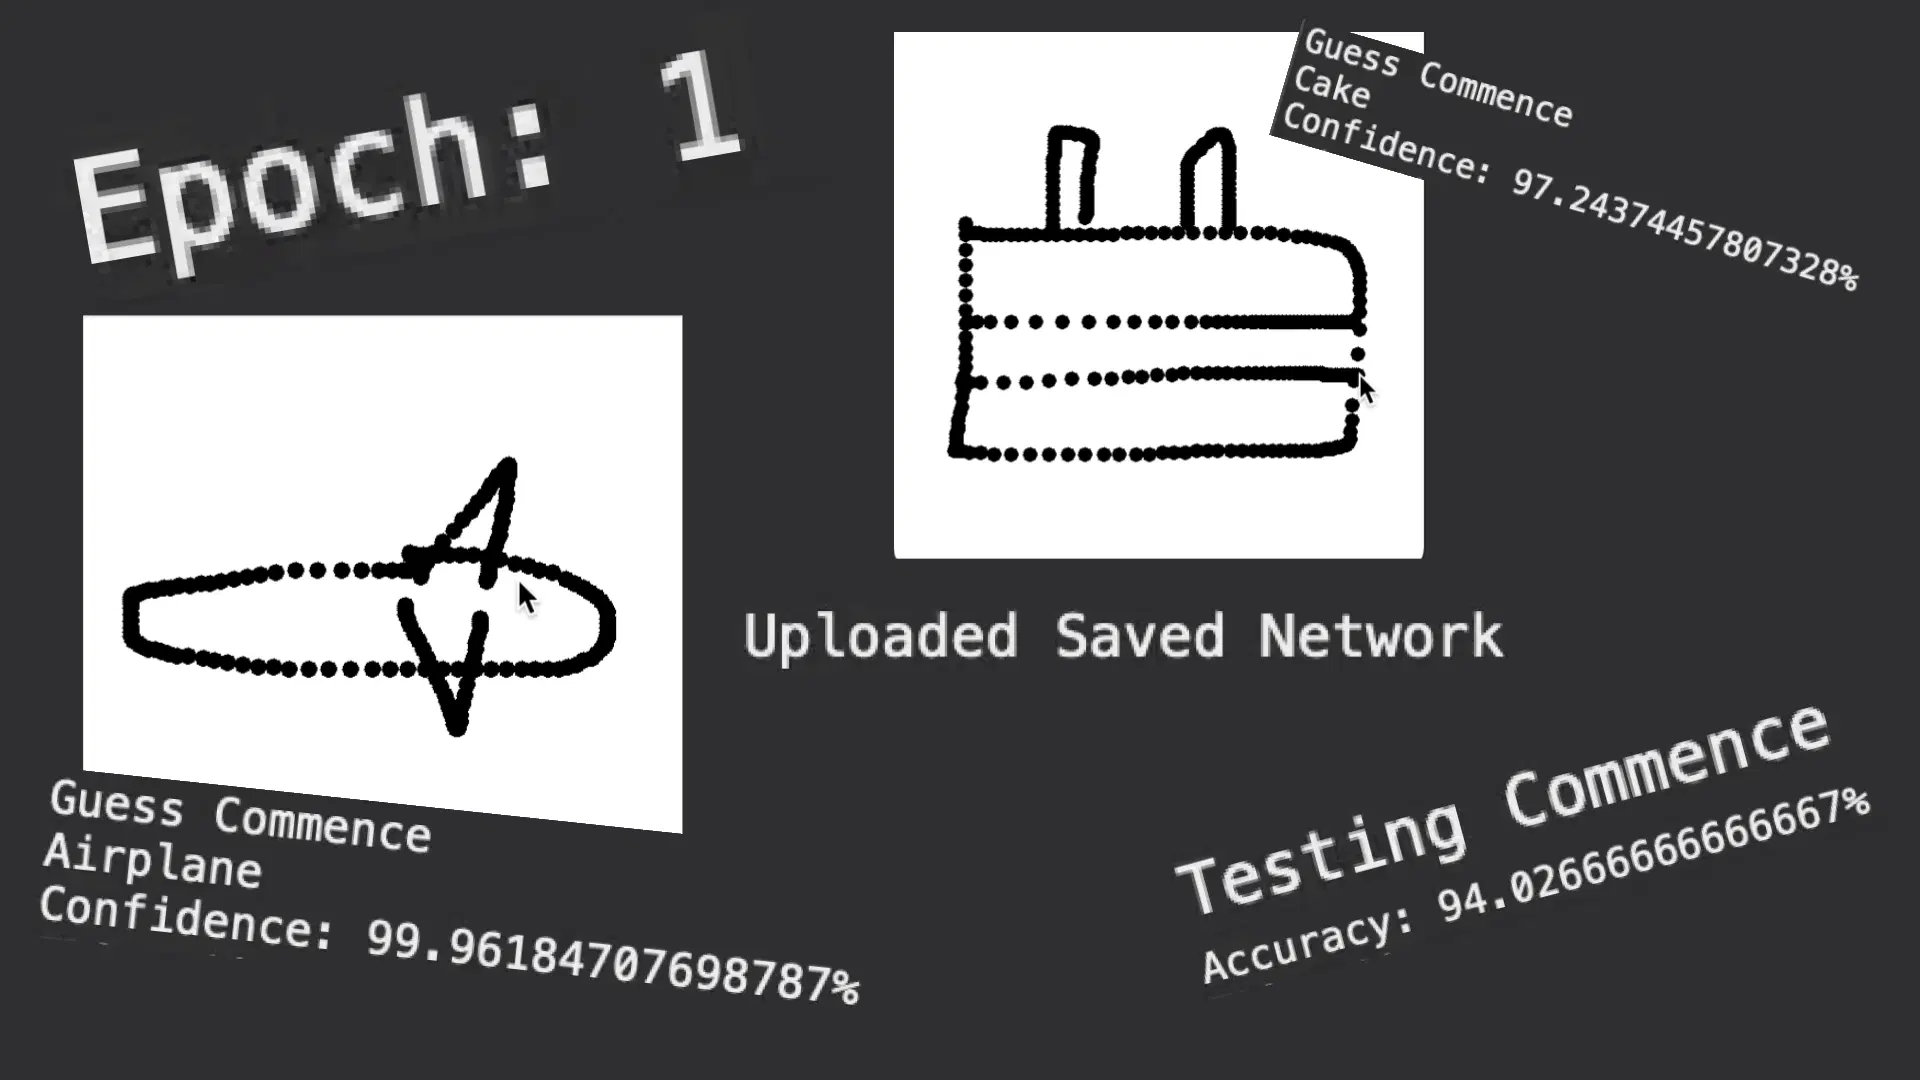 Epoch: 1
Guess Commence
Cake
Confidence: 97.24374457807328%
Uploaded Saved Network
Guess Commence
Airplane
Confidence: 99.96184707698787%
Testing Commence
Accuracy: 94.02666666666667%